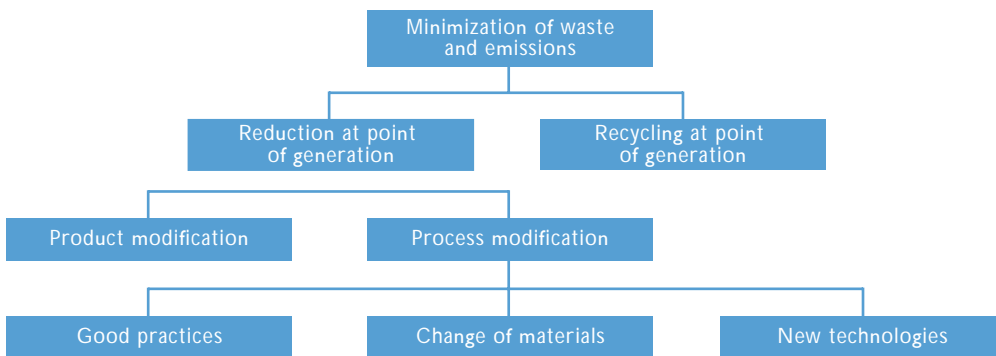 Minimization of waste
and emissions
Reduction at point
of generation
Recycling at point
of generation
Product modification
Process modification
Good practices
Change of materials
New technologies